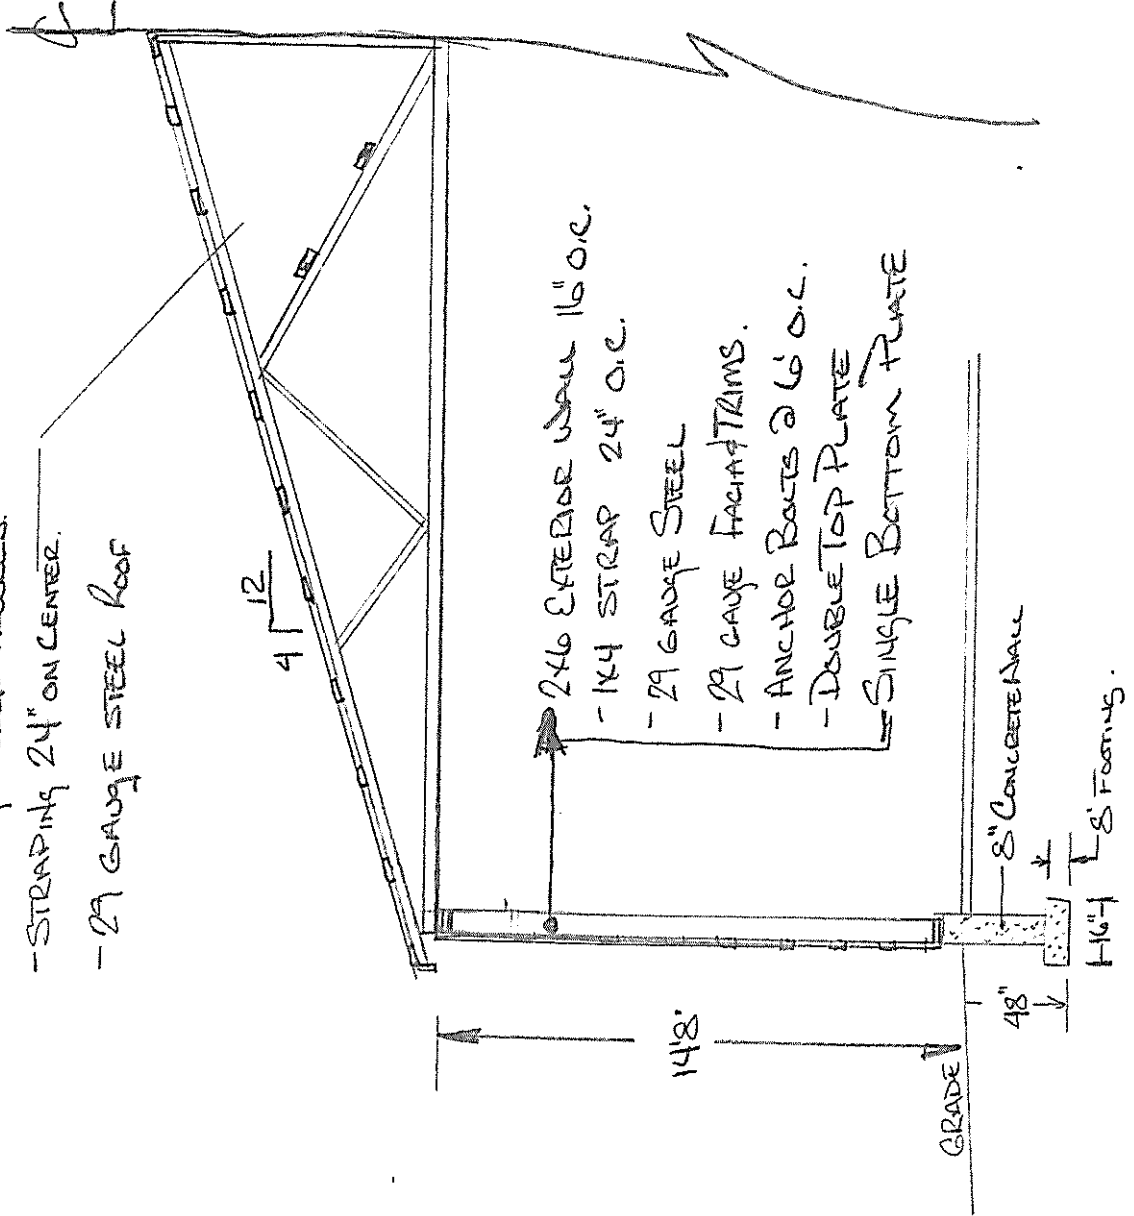 - STRAPING 24" ON CENTER.
- 29 GAUGE STEEL ROOF
4
12
2X6 EXTERIOR WALL 16" O.C.
- 1X4 STRAP 24" O.C.
- 29 GAUGE STEEL
- 29 GAUGE FACIA & TRIMS.
- ANCHOR BOLTS @ 6' O.C.
- DOUBLE TOP PLATE
- SINGLE BOTTOM PLATE
14'8"
GRADE
8" CONCRETE WALL
48"
16"
8" FOOTING.